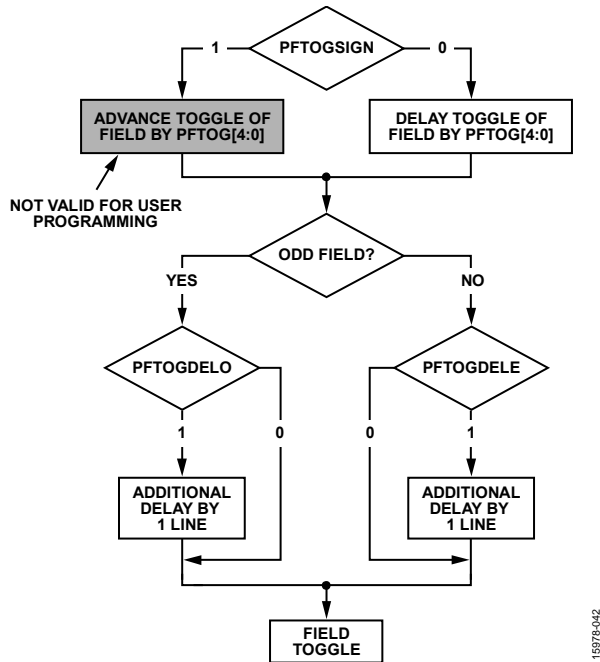 PFTOGSIGN
1
0
ADVANCE TOGGLE OF
FIELD BY PFTOG[4:0]
DELAY TOGGLE OF
FIELD BY PFTOG[4:0]
NOT VALID FOR USER
PROGRAMMING
ODD FIELD?
YES
NO
PFTOGDELO
PFTOGDELE
1
0
0
1
ADDITIONAL
DELAY BY
1 LINE
ADDITIONAL
DELAY BY
1 LINE
FIELD
TOGGLE
15978-042